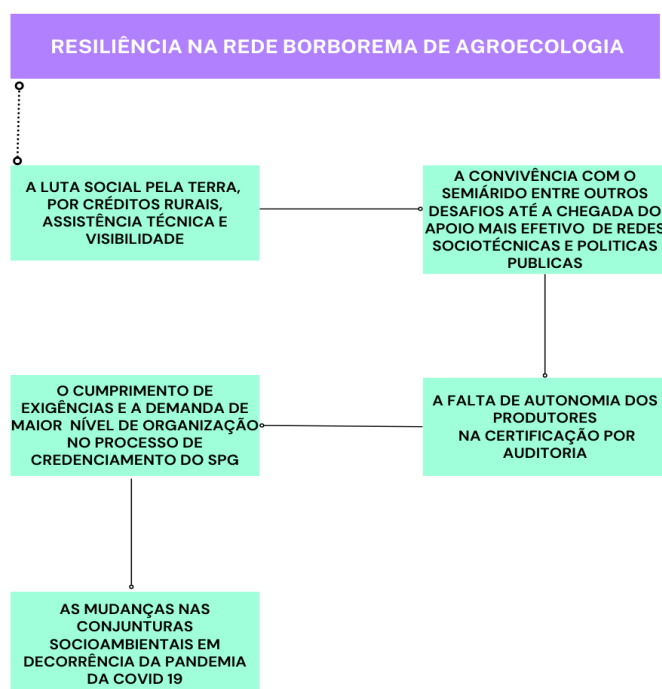 RESILIÊNCIA NA REDE BORBOREMA DE AGROECOLOGIA
A LUTA SOCIAL PELA TERRA,
POR CRÉDITOS RURAIS,
ASSISTÊNCIA TÉCNICA E
VISIBILIDADE
A CONVIVÊNCIA COM O
SEMIÁRIDO ENTRE OUTROS
DESAFIOS ATÉ A CHEGADA DO
APOIO MAIS EFETIVO DE REDES
SOCIOTÉCNICAS E POLITICAS
PUBLICAS
A FALTA DE AUTONOMIA DOS
PRODUTORES
NA CERTIFICAÇÃO POR
AUDITORIA
O CUMPRIMENTO DE
EXIGÊNCIAS E A DEMANDA DE
MAIOR NÍVEL DE ORGANIZAÇÃO
NO PROCESSO DE
CREDENCIAMENTO DO SPG
AS MUDANÇAS NAS
CONJUNTURAS
SOCIOAMBIENTAIS EM
DECORRÊNCIA DA PANDEMIA
DA COVID 19